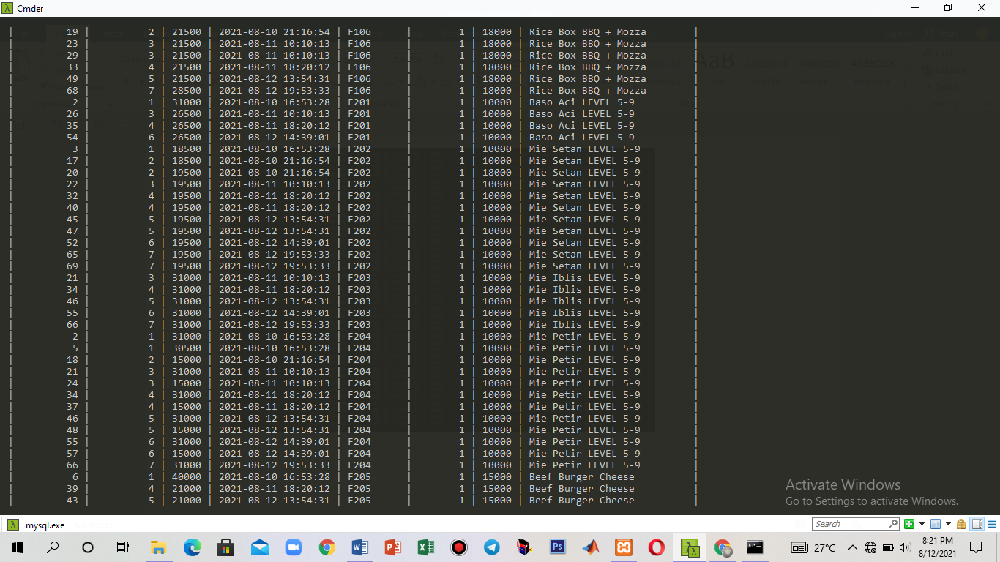 Cmder
| 19 | 2 | 21500 | 2021-08-10 21:16:54 | F106 | 1 | 18000 | Rice Box BBQ + Mozza |
| 23 | 3 | 21500 | 2021-08-11 10:10:13 | F106 | 1 | 18000 | Rice Box BBQ + Mozza |
| 29 | 3 | 21500 | 2021-08-11 10:10:13 | F106 | 1 | 18000 | Rice Box BBQ + Mozza |
| 33 | 4 | 21500 | 2021-08-11 18:20:12 | F106 | 1 | 18000 | Rice Box BBQ + Mozza |
| 49 | 5 | 21500 | 2021-08-12 13:54:31 | F106 | 1 | 18000 | Rice Box BBQ + Mozza |
| 68 | 7 | 28500 | 2021-08-12 19:53:33 | F106 | 1 | 18000 | Rice Box BBQ + Mozza |
| 2 | 1 | 31000 | 2021-08-10 16:53:28 | F201 | 1 | 10000 | Baso Aci LEVEL 5-9 |
| 26 | 3 | 26500 | 2021-08-11 10:10:13 | F201 | 1 | 10000 | Baso Aci LEVEL 5-9 |
| 35 | 4 | 26500 | 2021-08-11 18:20:12 | F201 | 1 | 10000 | Baso Aci LEVEL 5-9 |
| 54 | 6 | 26500 | 2021-08-12 14:39:01 | F201 | 1 | 10000 | Baso Aci LEVEL 5-9 |
| 3 | 1 | 18500 | 2021-08-10 16:53:28 | F202 | 1 | 10000 | Mie Setan LEVEL 5-9 |
| 17 | 2 | 18500 | 2021-08-10 21:16:54 | F202 | 1 | 10000 | Mie Setan LEVEL 5-9 |
| 20 | 2 | 19500 | 2021-08-10 21:16:54 | F202 | 1 | 18000 | Mie Setan LEVEL 5-9 |
| 22 | 3 | 19500 | 2021-08-11 10:10:13 | F202 | 1 | 10000 | Mie Setan LEVEL 5-9 |
| 32 | 4 | 19500 | 2021-08-11 18:20:12 | F202 | 1 | 10000 | Mie Setan LEVEL 5-9 |
| 40 | 4 | 19500 | 2021-08-11 18:20:12 | F202 | 1 | 10000 | Mie Setan LEVEL 5-9 |
| 45 | 5 | 19500 | 2021-08-12 13:54:31 | F202 | 1 | 10000 | Mie Setan LEVEL 5-9 |
| 47 | 5 | 19500 | 2021-08-12 13:54:31 | F202 | 1 | 10000 | Mie Setan LEVEL 5-9 |
| 52 | 6 | 19500 | 2021-08-12 14:39:01 | F202 | 1 | 10000 | Mie Setan LEVEL 5-9 |
| 65 | 7 | 19500 | 2021-08-12 19:53:33 | F202 | 1 | 10000 | Mie Setan LEVEL 5-9 |
| 69 | 7 | 19500 | 2021-08-12 19:53:33 | F202 | 1 | 10000 | Mie Setan LEVEL 5-9 |
| 21 | 3 | 31000 | 2021-08-11 10:10:13 | F203 | 1 | 10000 | Mie Iblis LEVEL 5-9 |
| 34 | 4 | 31000 | 2021-08-11 18:20:12 | F203 | 1 | 10000 | Mie Iblis LEVEL 5-9 |
| 46 | 5 | 31000 | 2021-08-12 13:54:31 | F203 | 1 | 10000 | Mie Iblis LEVEL 5-9 |
| 55 | 6 | 31000 | 2021-08-12 14:39:01 | F203 | 1 | 10000 | Mie Iblis LEVEL 5-9 |
| 66 | 7 | 31000 | 2021-08-12 19:53:33 | F203 | 1 | 10000 | Mie Iblis LEVEL 5-9 |
| 2 | 1 | 31000 | 2021-08-10 16:53:28 | F204 | 1 | 10000 | Mie Petir LEVEL 5-9 |
| 5 | 1 | 30500 | 2021-08-10 16:53:28 | F204 | 1 | 10000 | Mie Petir LEVEL 5-9 |
| 18 | 2 | 15000 | 2021-08-10 21:16:54 | F204 | 1 | 10000 | Mie Petir LEVEL 5-9 |
| 21 | 3 | 31000 | 2021-08-11 10:10:13 | F204 | 1 | 10000 | Mie Petir LEVEL 5-9 |
| 24 | 3 | 15000 | 2021-08-11 10:10:13 | F204 | 1 | 10000 | Mie Petir LEVEL 5-9 |
| 34 | 4 | 31000 | 2021-08-11 18:20:12 | F204 | 1 | 10000 | Mie Petir LEVEL 5-9 |
| 37 | 4 | 15000 | 2021-08-11 18:20:12 | F204 | 1 | 10000 | Mie Petir LEVEL 5-9 |
| 46 | 5 | 31000 | 2021-08-12 13:54:31 | F204 | 1 | 10000 | Mie Petir LEVEL 5-9 |
| 48 | 5 | 15000 | 2021-08-12 13:54:31 | F204 | 1 | 10000 | Mie Petir LEVEL 5-9 |
| 55 | 6 | 31000 | 2021-08-12 14:39:01 | F204 | 1 | 10000 | Mie Petir LEVEL 5-9 |
| 57 | 6 | 15000 | 2021-08-12 14:39:01 | F204 | 1 | 10000 | Mie Petir LEVEL 5-9 |
| 66 | 7 | 31000 | 2021-08-12 19:53:33 | F204 | 1 | 10000 | Mie Petir LEVEL 5-9 |
| 6 | 1 | 40000 | 2021-08-10 16:53:28 | F205 | 1 | 15000 | Beef Burger Cheese |
| 39 | 4 | 21000 | 2021-08-11 18:20:12 | F205 | 1 | 15000 | Beef Burger Cheese |
| 43 | 5 | 21000 | 2021-08-12 13:54:31 | F205 | 1 | 15000 | Beef Burger Cheese |
Activate Windows
Go to Settings to activate Windows.
mysql.exe
Search
27°C
8:21 PM
8/12/2021